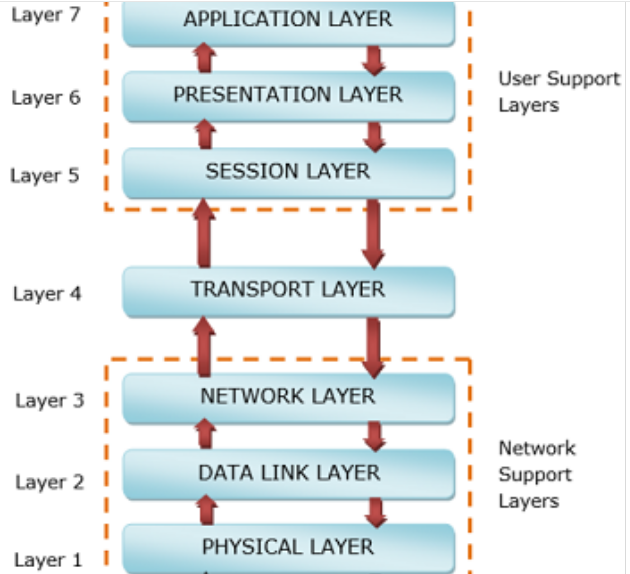 Layer 7
APPLICATION LAYER
Layer 6
PRESENTATION LAYER
User Support
Layers
Layer 5
SESSION LAYER
Layer 4
TRANSPORT LAYER
Layer 3
NETWORK LAYER
Layer 2
DATA LINK LAYER
Network
Support
Layers
Layer 1
PHYSICAL LAYER